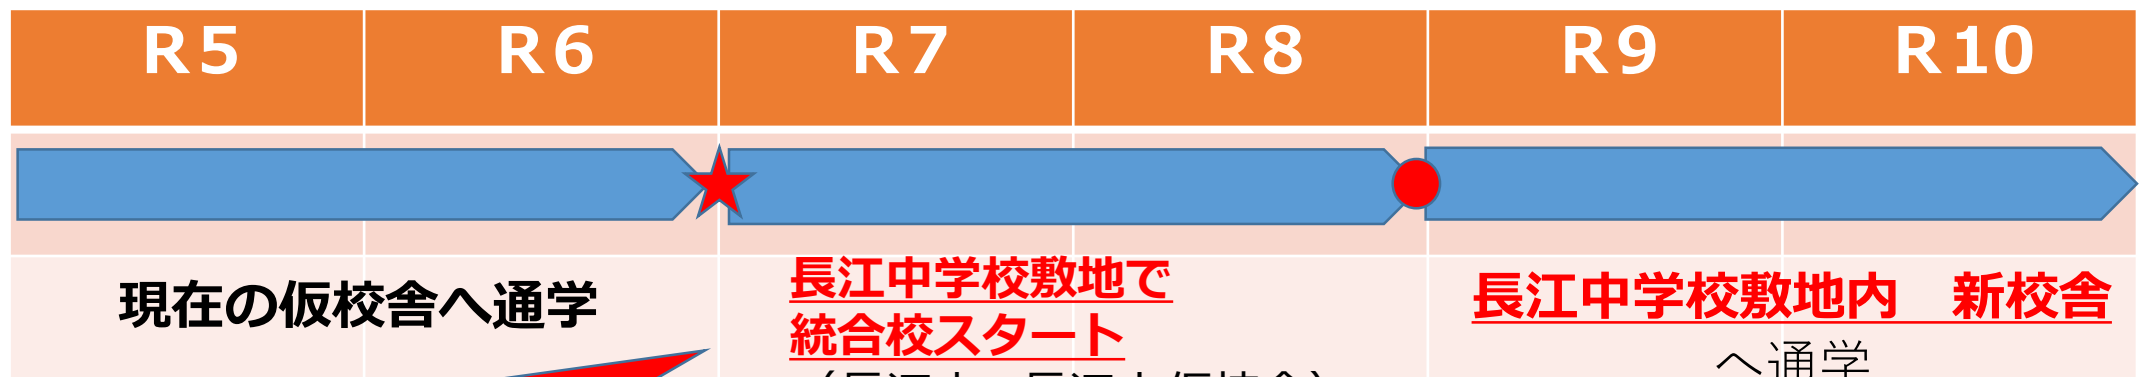 R5 R6 R7 R8 R9 R10
現在の仮校舎へ通学
長江中学校敷地で
統合校スタート
長江中学校敷地内　新校舎
へ通学